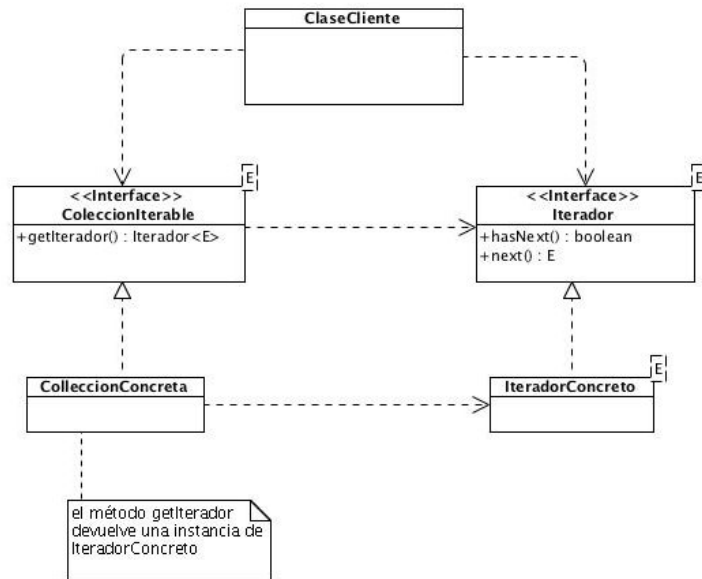 ClaseCliente
E
<<Interface>>
ColeccionIterable
+getIterador() : Iterador<E>
E
<<Interface>>
Iterador
+hasNext() : boolean
+next() : E
ColleccionConcreta
E
IteradorConcreto
el método getIterador
devuelve una instancia de
IteradorConcreto